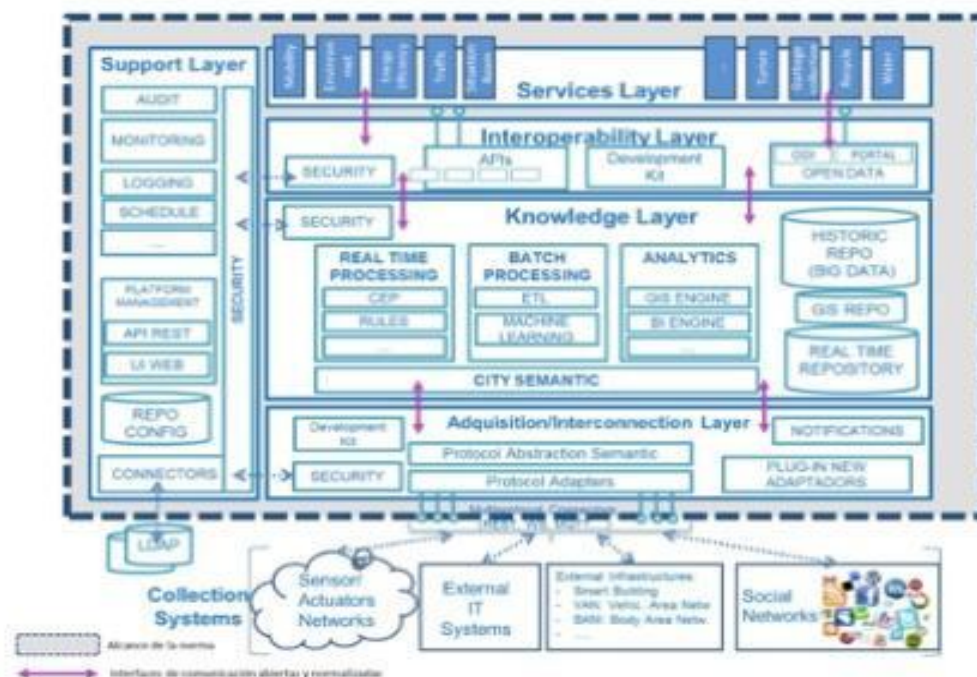 Support Layer
AUDIT
MONITORING
LOGGING
SCHEDULE
....
PLATFORM
MANAGEMENT
API REST
UI WEB
REPO
CONFIG
CONNECTORS
SECURITY
LDAP
Mobility
Energy
Traffic
...
Turism
Recycle
Water
Services Layer
Interoperability Layer
SECURITY
APIs
Development
Kit
PORTAL
OPEN DATA
Knowledge Layer
SECURITY
REAL TIME
PROCESSING
CEP
RULES
...
BATCH
PROCESSING
ETL
MACHINE
LEARNING
ANALYTICS
GIS ENGINE
BI ENGINE
...
HISTORIC
REPO
(BIG DATA)
GIS REPO
REAL TIME
REPOSITORY
CITY SEMANTIC
Adquisition/Interconnection Layer
Development
Kit
SECURITY
Protocol Abstraction Semantic
Protocol Adapters
NOTIFICATIONS
PLUG-IN NEW
ADAPTADORS
Collection
Systems
Sensor/
Actuators
Networks
External
IT
Systems
External Infrastructures
- Smart Building
- VAN: Vehic. Area Netw
- BAN: Body Area Netw.
- ....
Social
Networks
Alcance de la norma
Interfaces de comunicación abiertas y normalizadas